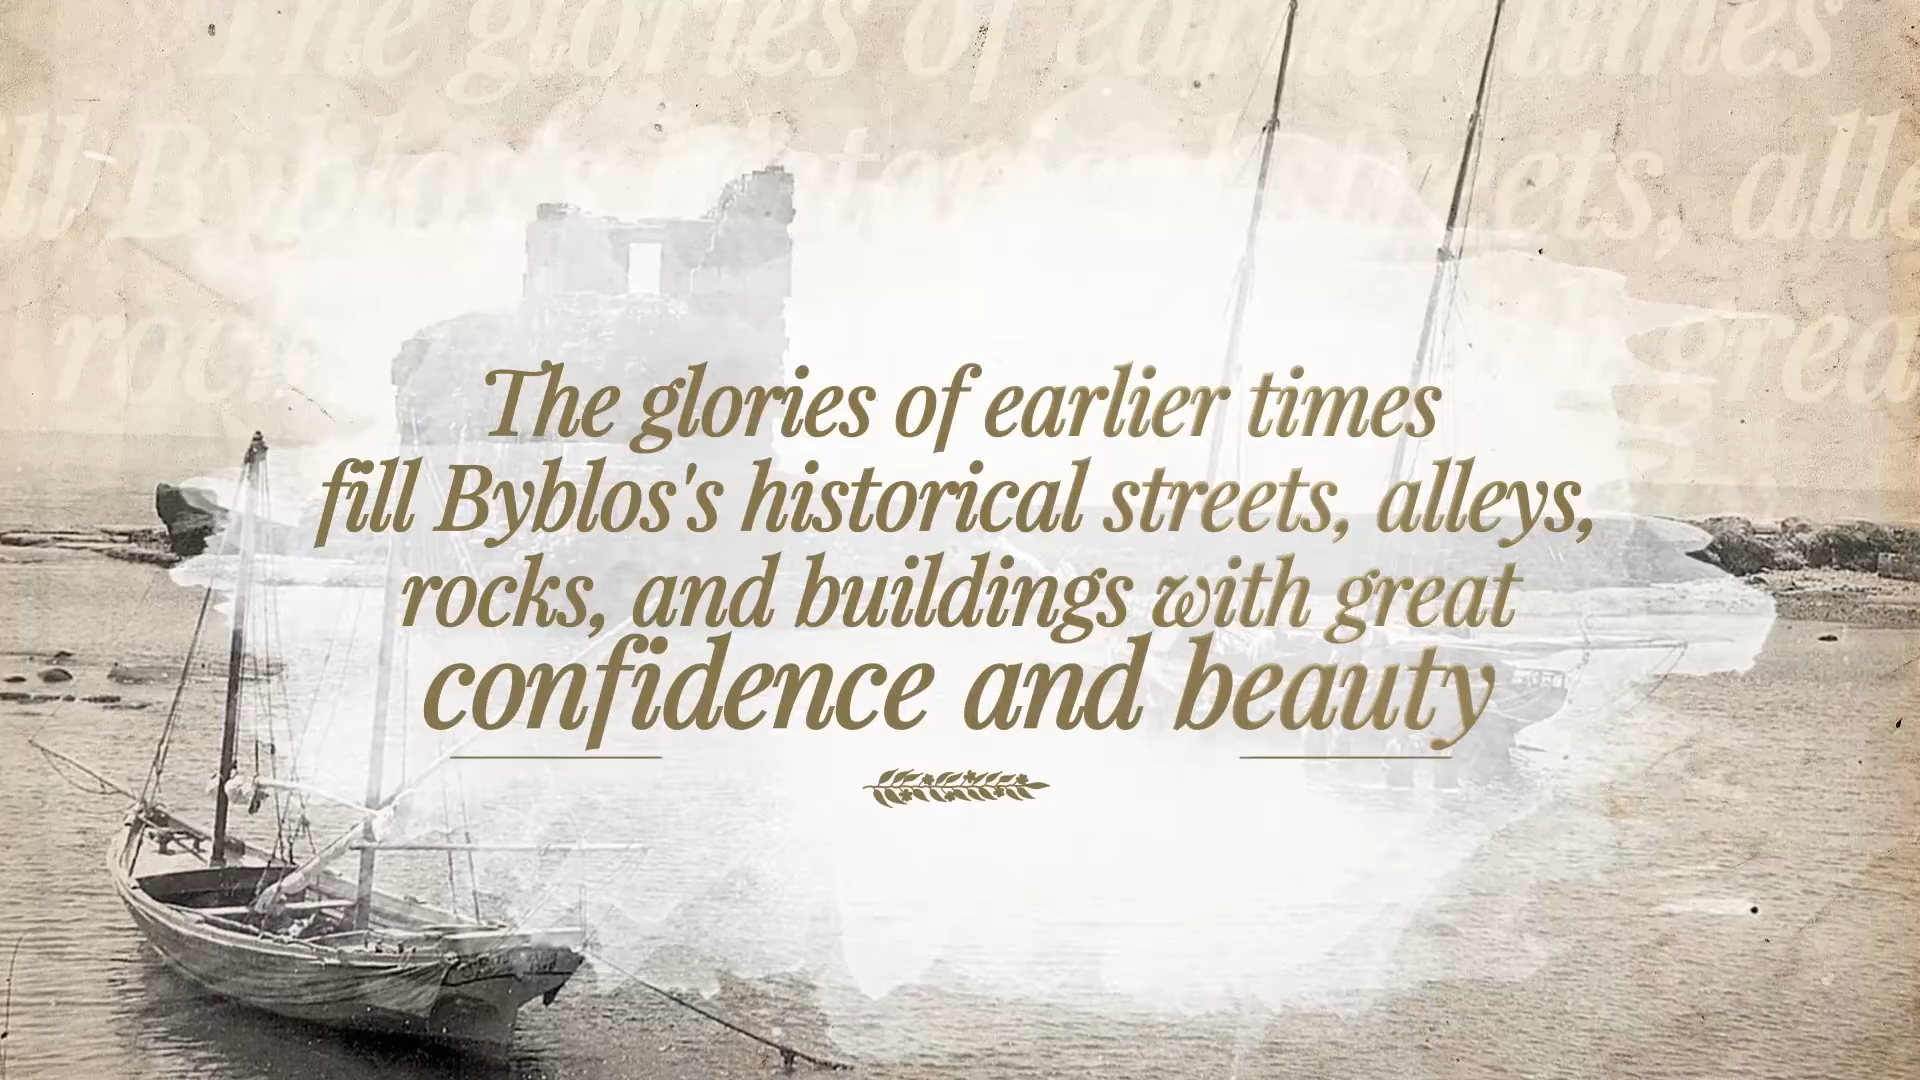 The glories of earlier times
fill Byblos's historical streets, alleys,
rocks, and buildings with great
confidence and beauty